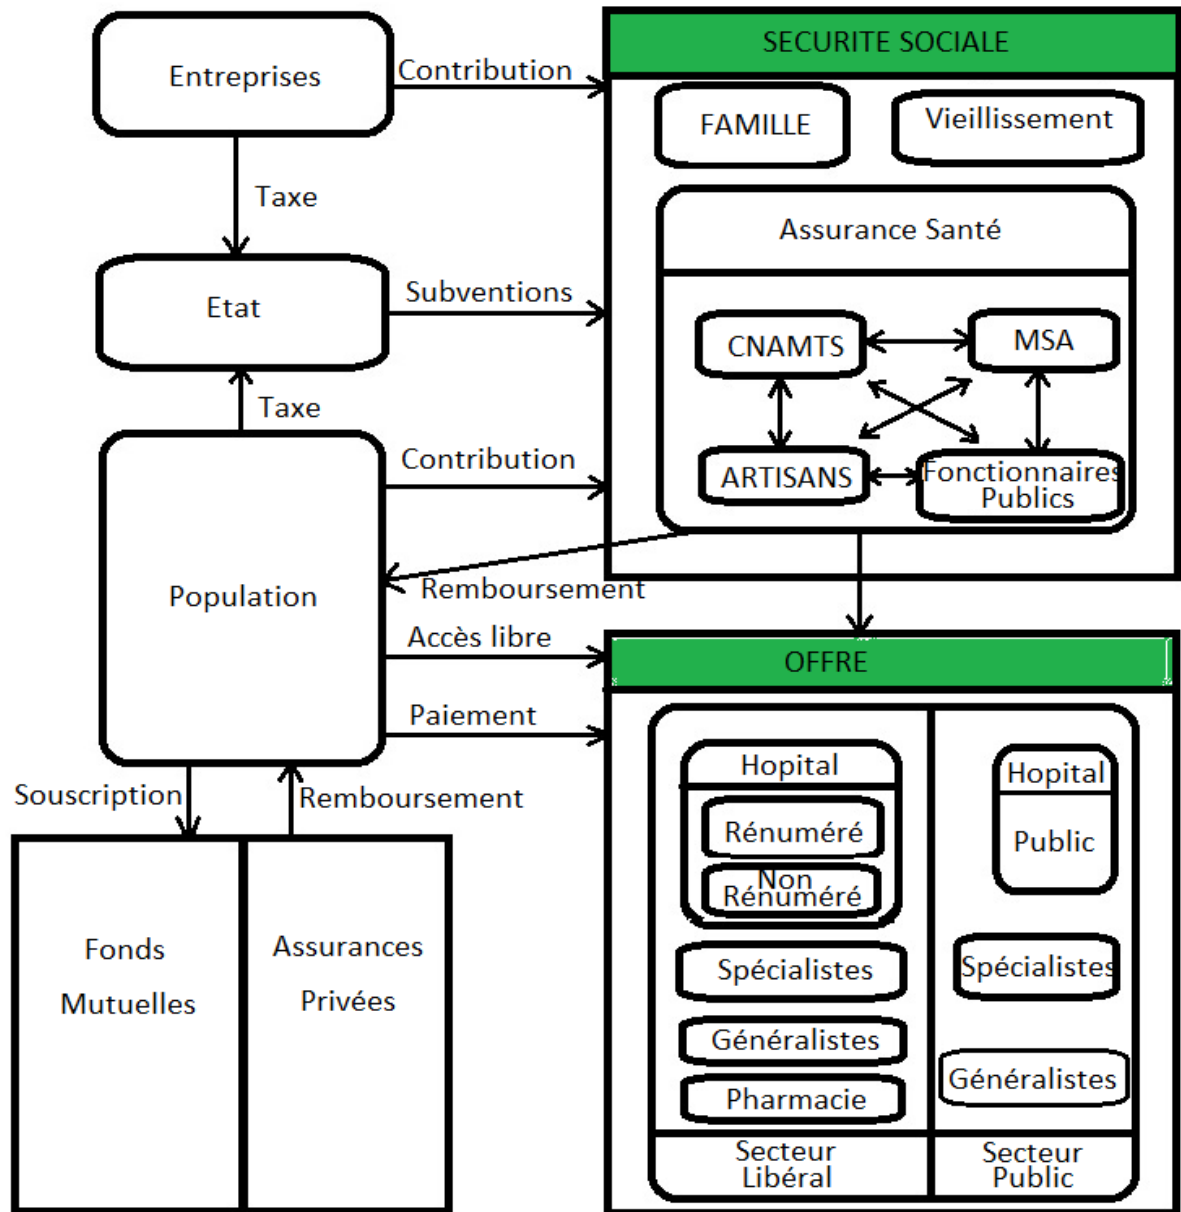 SECURITE SOCIALE
Entreprises
Contribution
FAMILLE
Vieillissement
Taxe
Assurance Santé
Etat
Subventions
CNAMTS
MSA
Taxe
Contribution
ARTISANS
Fonctionnaires
Publics
Population
Remboursement
Accès libre
OFFRE
Paiement
Souscription
Remboursement
Hopital
Rénuméré
Non
Rénuméré
Hopital
Public
Fonds
Mutuelles
Assurances
Privées
Spécialistes
Généralistes
Pharmacie
Spécialistes
Généralistes
Secteur
Libéral
Secteur
Public